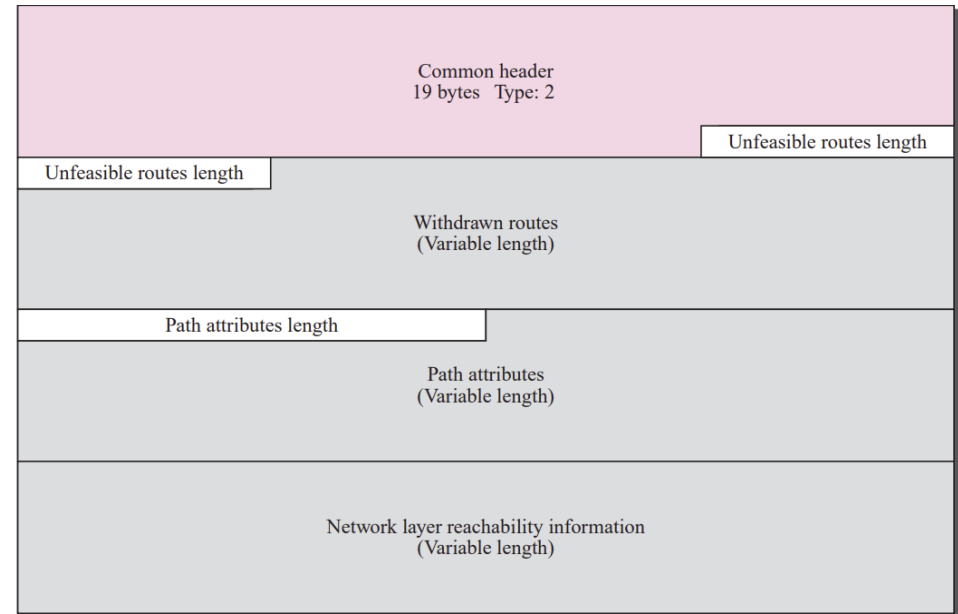 Common header
19 bytes Type: 2
Unfeasible routes length
Unfeasible routes length
Withdrawn routes
(Variable length)
Path attributes length
Path attributes
(Variable length)
Network layer reachability information
(Variable length)